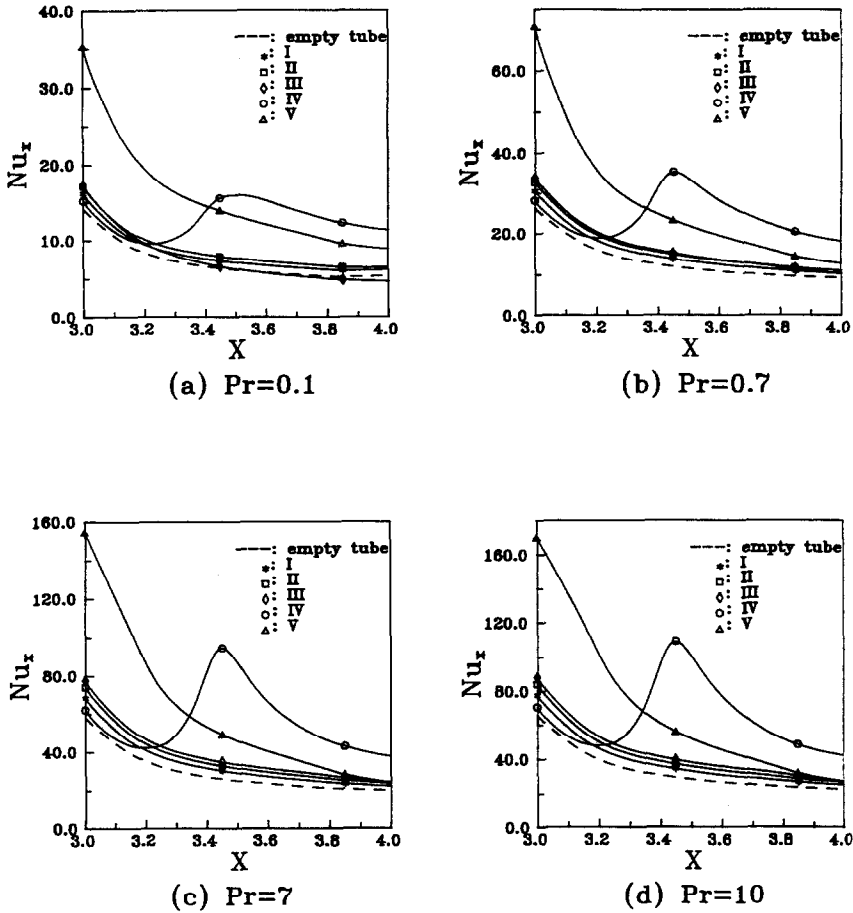 40.0
30.0
20.0
10.0
0.0
Nuₓ
3.0 3.2 3.4 3.6 3.8 4.0
X
: empty tube
: I
: II
: III
: IV
: V
(a) Pr=0.1
60.0
40.0
20.0
0.0
Nuₓ
3.0 3.2 3.4 3.6 3.8 4.0
X
: empty tube
: I
: II
: III
: IV
: V
(b) Pr=0.7
160.0
120.0
80.0
40.0
0.0
Nuₓ
3.0 3.2 3.4 3.6 3.8 4.0
X
: empty tube
: I
: II
: III
: IV
: V
(c) Pr=7
160.0
120.0
80.0
40.0
0.0
Nuₓ
3.0 3.2 3.4 3.6 3.8 4.0
X
: empty tube
: I
: II
: III
: IV
: V
(d) Pr=10